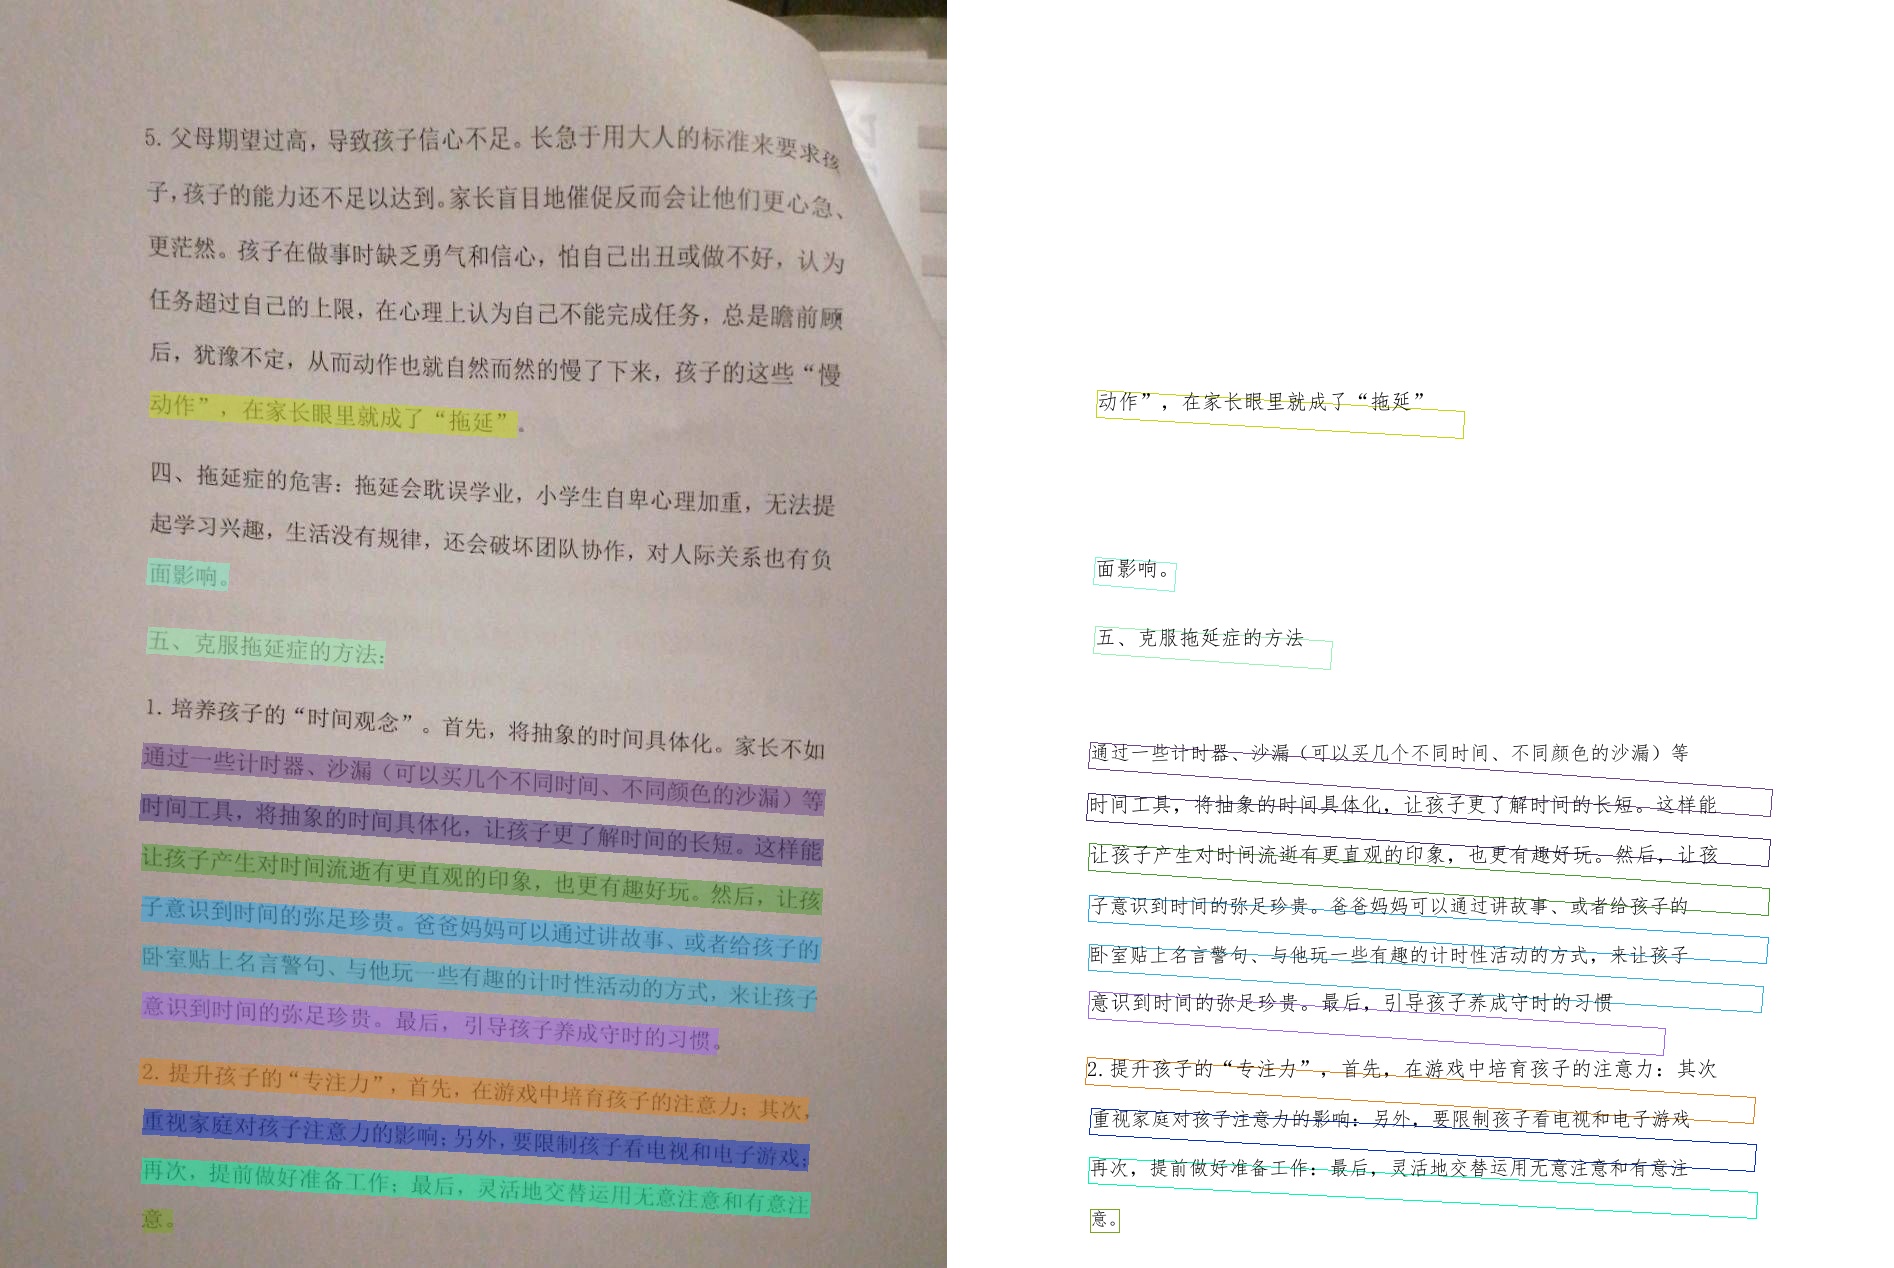 5. 父母期望过高，导致孩子信心不足。长急于用大人的标准来要求孩
子，孩子的能力还不足以达到。家长盲目地催促反而会让他们更心急、
更茫然。孩子在做事时缺乏勇气和信心，怕自己出丑或做不好，认为
任务超过自己的上限，在心理上认为自己不能完成任务，总是瞻前顾
后，犹豫不定，从而动作也就自然而然的慢了下来，孩子的这些“慢
动作”，在家长眼里就成了“拖延”。
四、拖延症的危害：拖延会耽误学业，小学生自卑心理加重，无法提
起学习兴趣，生活没有规律，还会破坏团队协作，对人际关系也有负
面影响。
五、克服拖延症的方法：
1. 培养孩子的“时间观念”。首先，将抽象的时间具体化。家长不如
通过一些计时器、沙漏（可以买几个不同时间、不同颜色的沙漏）等
时间工具，将抽象的时间具体化，让孩子更了解时间的长短。这样能
让孩子产生对时间流逝有更直观的印象，也更有趣好玩。然后，让孩
子意识到时间的弥足珍贵。爸爸妈妈可以通过讲故事、或者给孩子的
卧室贴上名言警句、与他玩一些有趣的计时性活动的方式，来让孩子
意识到时间的弥足珍贵。最后，引导孩子养成守时的习惯。
2. 提升孩子的“专注力”，首先，在游戏中培育孩子的注意力；其次，
重视家庭对孩子注意力的影响；另外，要限制孩子看电视和电子游戏；
再次，提前做好准备工作；最后，灵活地交替运用无意注意和有意注
意。
动作”，在家长眼里就成了“拖延”
面影响。
五、克服拖延症的方法
通过一些计时器、沙漏（可以买几个不同时间、不同颜色的沙漏）等
时间工具，将抽象的时间具体化，让孩子更了解时间的长短。这样能
让孩子产生对时间流逝有更直观的印象，也更有趣好玩。然后，让孩
子意识到时间的弥足珍贵。爸爸妈妈可以通过讲故事、或者给孩子的
卧室贴上名言警句、与他玩一些有趣的计时性活动的方式，来让孩子
意识到时间的弥足珍贵。最后，引导孩子养成守时的习惯
2. 提升孩子的“专注力”，首先，在游戏中培育孩子的注意力：其次
重视家庭对孩子注意力的影响：另外，要限制孩子看电视和电子游戏
再次，提前做好准备工作：最后，灵活地交替运用无意注意和有意注
意。